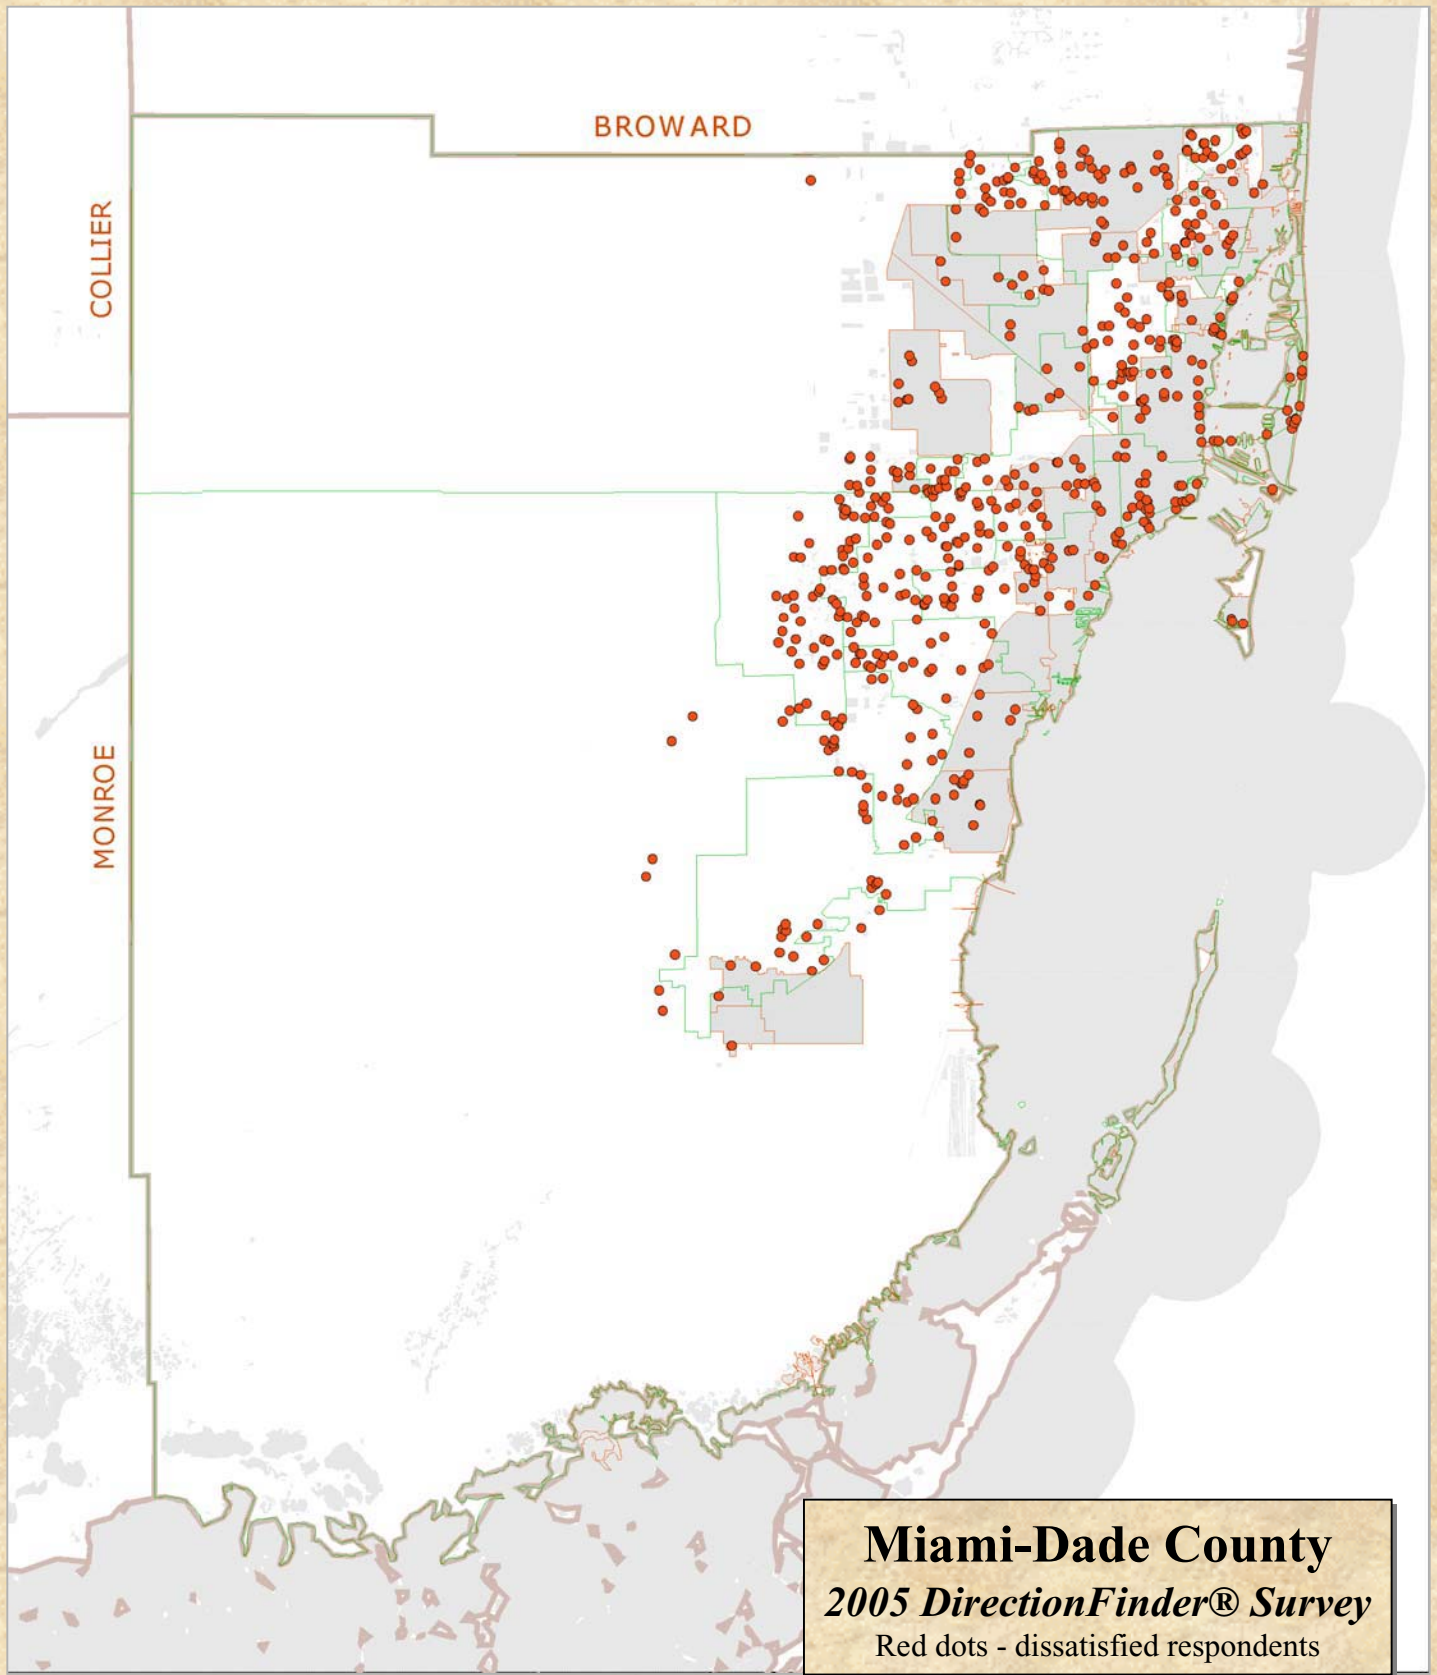 BROWARD
COLLIER
MONROE
Miami-Dade County
2005 DirectionFinder® Survey
Red dots - dissatisfied respondents